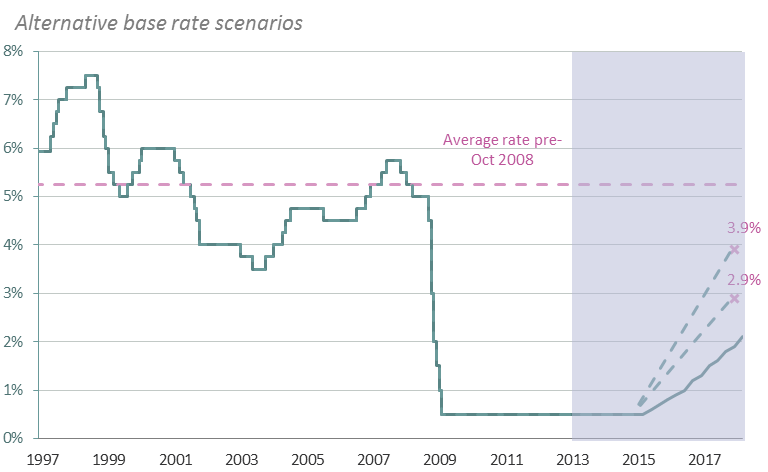 Alternative base rate scenarios
8%
7%
6%
5%
4%
3%
2%
1%
0%
Average rate pre-
Oct 2008
3.9%
2.9%
1997 1999 2001 2003 2005 2007 2009 2011 2013 2015 2017